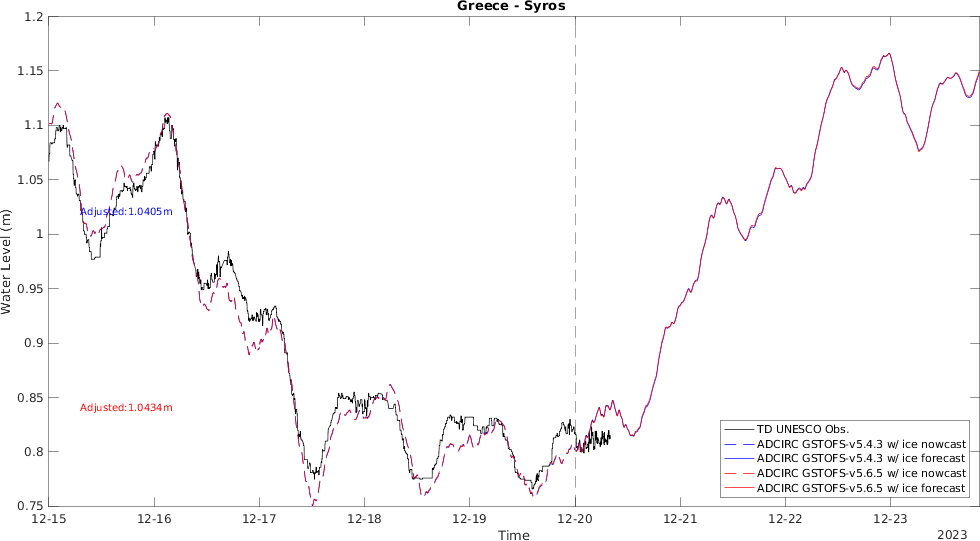 Greece - Syros
1.2
1.15
1.1
1.05
1
0.95
0.9
0.85
0.8
0.75
Water Level (m)
Adjusted:1.0405m
Adjusted:1.0434m
TD UNESCO Obs.
ADCIRC GSTOFS-v5.4.3 w/ ice nowcast
ADCIRC GSTOFS-v5.4.3 w/ ice forecast
ADCIRC GSTOFS-v5.6.5 w/ ice nowcast
ADCIRC GSTOFS-v5.6.5 w/ ice forecast
12-15 12-16 12-17 12-18 12-19 12-20 12-21 12-22 12-23
Time
2023